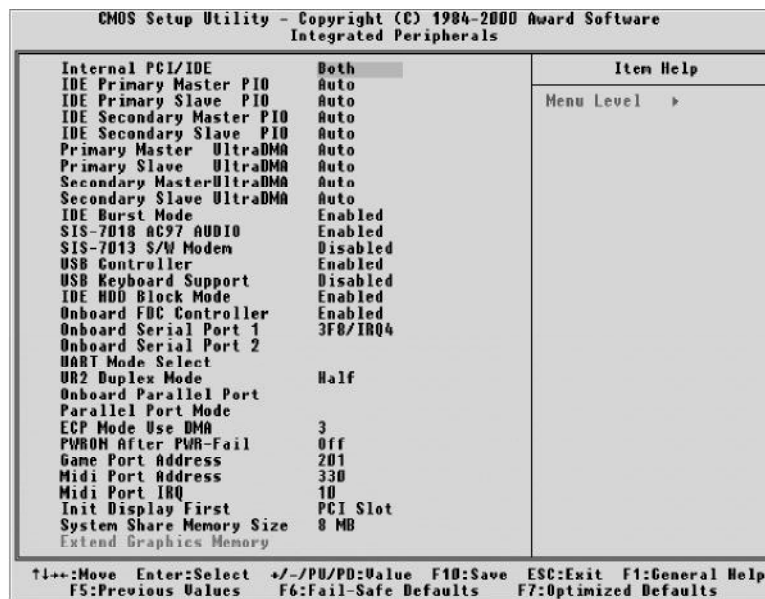 CMOS Setup Utility - Copyright (C) 1984-2000 Award Software
Integrated Peripherals
Internal PCI/IDE Both
IDE Primary Master PIO Auto
IDE Primary Slave PIO Auto
IDE Secondary Master PIO Auto
IDE Secondary Slave PIO Auto
Primary Master UltraDMA Auto
Primary Slave UltraDMA Auto
Secondary MasterUltraDMA Auto
Secondary Slave UltraDMA Auto
IDE Burst Mode Enabled
SIS-7018 AC97 AUDIO Enabled
SIS-7013 S/W Modem Disabled
USB Controller Enabled
USB Keyboard Support Disabled
IDE HDD Block Mode Enabled
Onboard FDC Controller Enabled
Onboard Serial Port 1 3F8/IRQ4
Onboard Serial Port 2
UART Mode Select
UR2 Duplex Mode Half
Onboard Parallel Port
Parallel Port Mode
ECP Mode Use DMA 3
PWRON After PWR-Fail Off
Game Port Address 201
Midi Port Address 330
Midi Port IRQ 10
Init Display First PCI Slot
System Share Memory Size 8 MB
Extend Graphics Memory
Item Help
Menu Level ▸
↑↓→←:Move Enter:Select +/-/PU/PD:Value F10:Save ESC:Exit F1:General Help
F5:Previous Values F6:Fail-Safe Defaults F7:Optimized Defaults